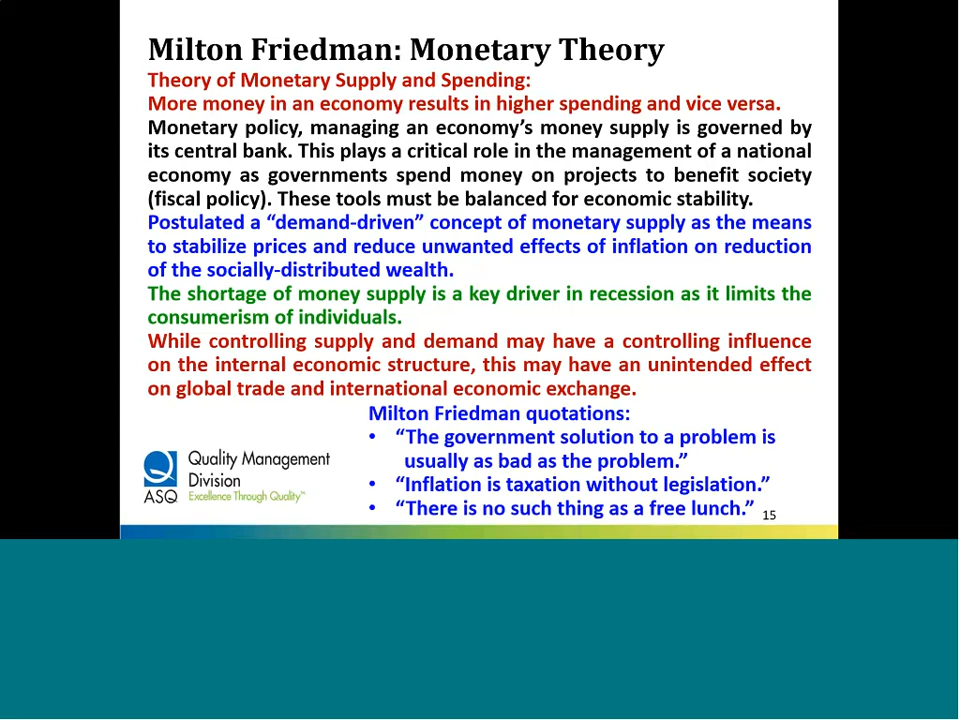 Milton Friedman: Monetary Theory
Theory of Monetary Supply and Spending:
More money in an economy results in higher spending and vice versa.
Monetary policy, managing an economy’s money supply is governed by
its central bank. This plays a critical role in the management of a national
economy as governments spend money on projects to benefit society
(fiscal policy). These tools must be balanced for economic stability.
Postulated a “demand-driven” concept of monetary supply as the means
to stabilize prices and reduce unwanted effects of inflation on reduction
of the socially-distributed wealth.
The shortage of money supply is a key driver in recession as it limits the
consumerism of individuals.
While controlling supply and demand may have a controlling influence
on the internal economic structure, this may have an unintended effect
on global trade and international economic exchange.
Milton Friedman quotations:
• “The government solution to a problem is
usually as bad as the problem.”
• “Inflation is taxation without legislation.”
• “There is no such thing as a free lunch.”
Quality Management
Division
ASQ Excellence Through Quality™
15